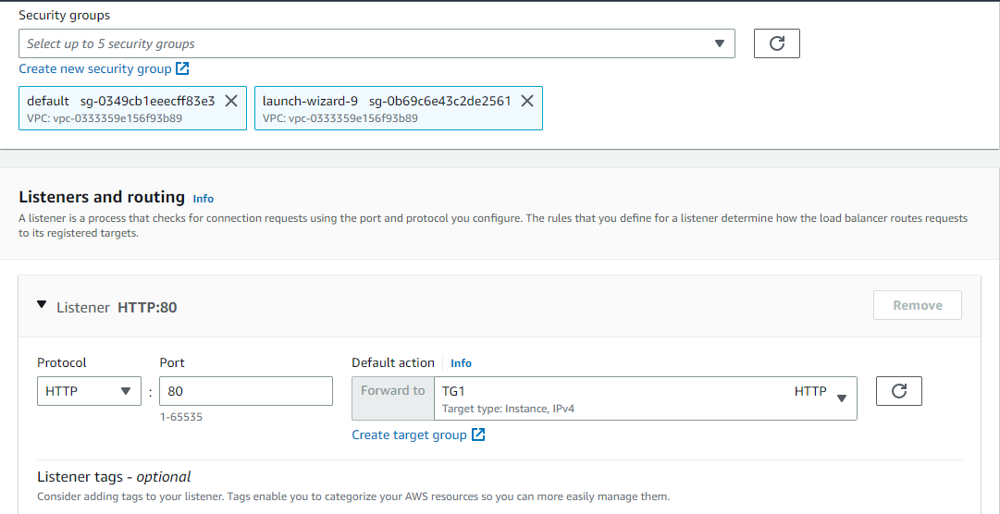 Security groups
Select up to 5 security groups
Create new security group
default sg-0349cb1eeecff83e3
VPC: vpc-0333359e156f93b89
launch-wizard-9 sg-0b69c6e43c2de2561
VPC: vpc-0333359e156f93b89
Listeners and routing Info
A listener is a process that checks for connection requests using the port and protocol you configure. The rules that you define for a listener determine how the load balancer routes requests
to its registered targets.
Listener HTTP:80
Remove
Protocol
HTTP
:
Port
80
1-65535
Default action Info
Forward to
TG1
HTTP
Target type: Instance, IPv4
Create target group
Listener tags - optional
Consider adding tags to your listener. Tags enable you to categorize your AWS resources so you can more easily manage them.